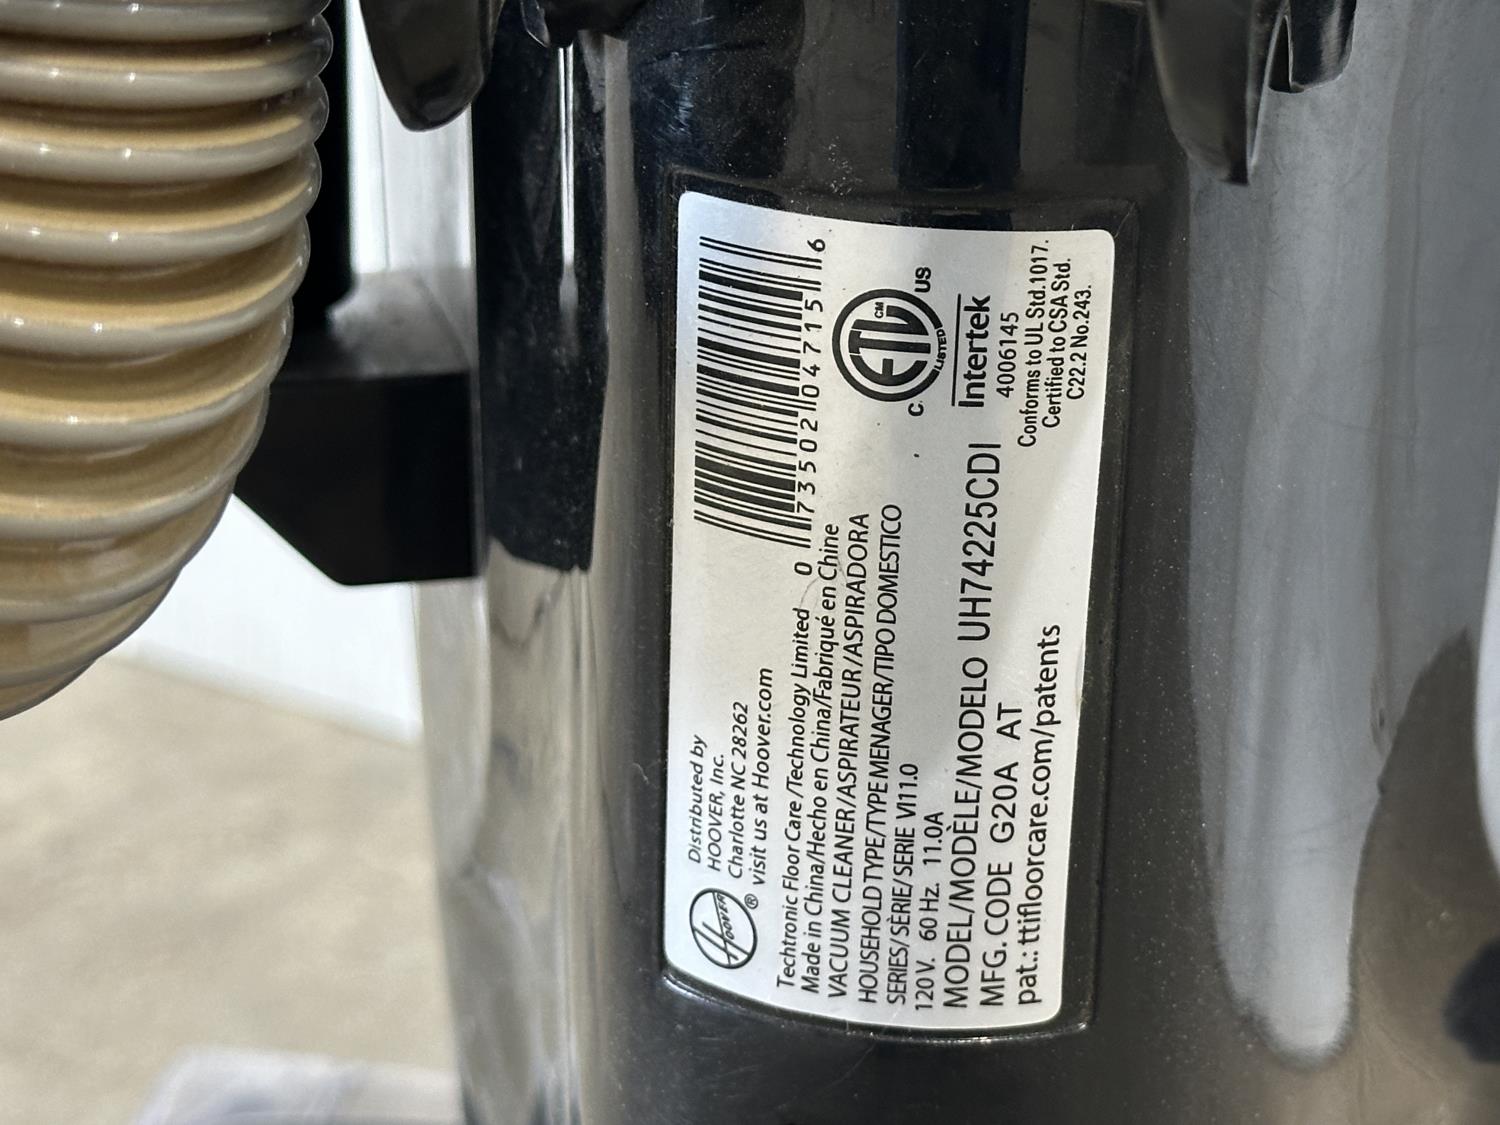 HOOVER
®
Distributed by
HOOVER, Inc.
Charlotte NC 28262
visit us at Hoover.com
0 73502 04715 6
Techtronic Floor Care /Technology Limited
Made in China/Hecho en China/Fabriqué en Chine
VACUUM CLEANER/ASPIRATEUR/ASPIRADORA
HOUSEHOLD TYPE/TYPE MENAGER/TIPO DOMESTICO
SERIES/ SÈRIE/SERIE VI11.0
120 V. 60 Hz. 11.0A
MODEL/MODÈLE/MODELO UH74225CDI
MFG. CODE G20A AT
pat.: ttifloorcare.com/patents
C ETL CM US
LISTED
Intertek
4006145
Conforms to UL Std.1017.
Certified to CSA Std.
C22.2 No.243.